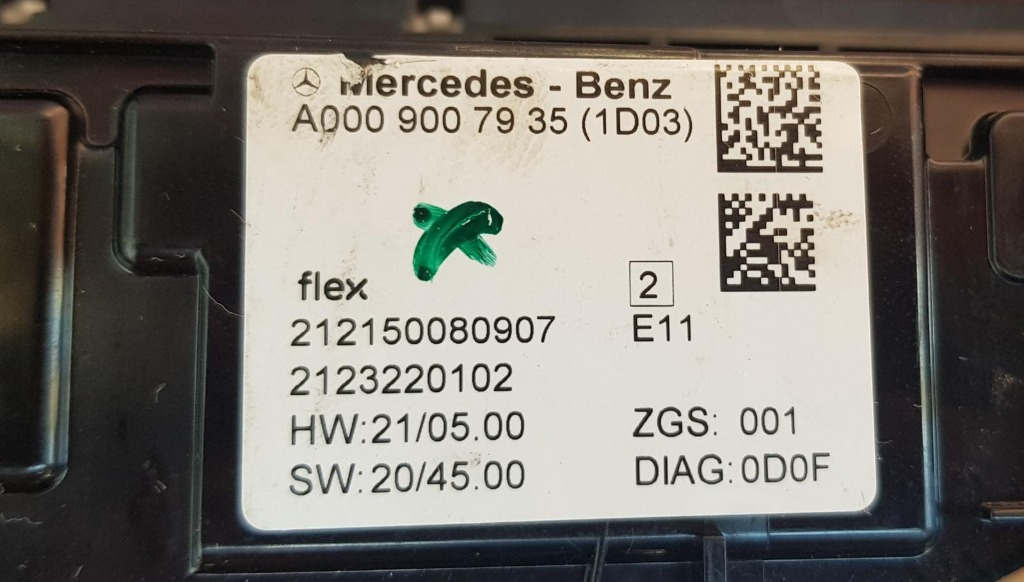 Mercedes - Benz
A000 900 79 35 (1D03)
flex
2
212150080907
E11
2123220102
HW:21/05.00
ZGS: 001
SW:20/45.00
DIAG:0D0F